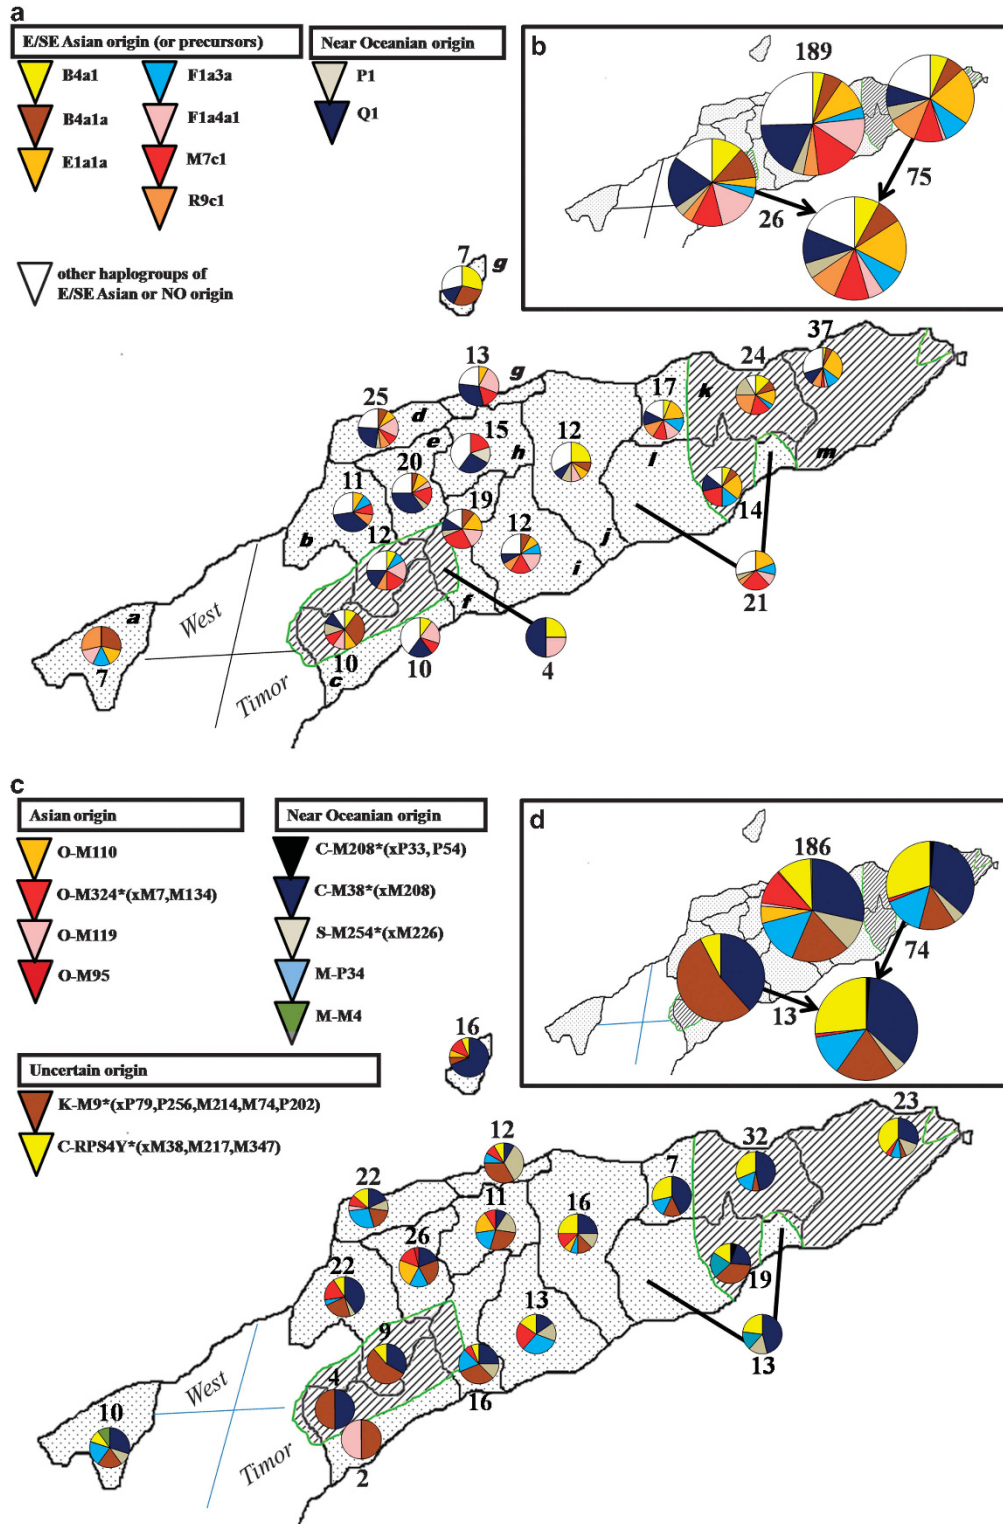 a
E/SE Asian origin (or precursors)
Near Oceanian origin
B4a1
F1a3a
P1
B4a1a
F1a4a1
Q1
E1a1a
M7c1
R9c1
other haplogroups of
E/SE Asian or NO origin
b
189
75
26
7
g
13
g
25
d
e
15
h
20
11
b
12
19
12
12
i
j
f
17
k
l
24
37
m
14
21
4
10
10
c
a
7
West
Timor
c
Asian origin
Near Oceanian origin
O-M110
C-M208*(xP33, P54)
O-M324*(xM7,M134)
C-M38*(xM208)
O-M119
S-M254*(xM226)
O-M95
M-P34
M-M4
Uncertain origin
K-M9*(xP79,P256,M214,M74,P202)
C-RPS4Y*(xM38,M217,M347)
d
186
74
13
16
12
22
11
26
22
16
7
32
23
19
13
13
9
4
16
2
10
West
Timor